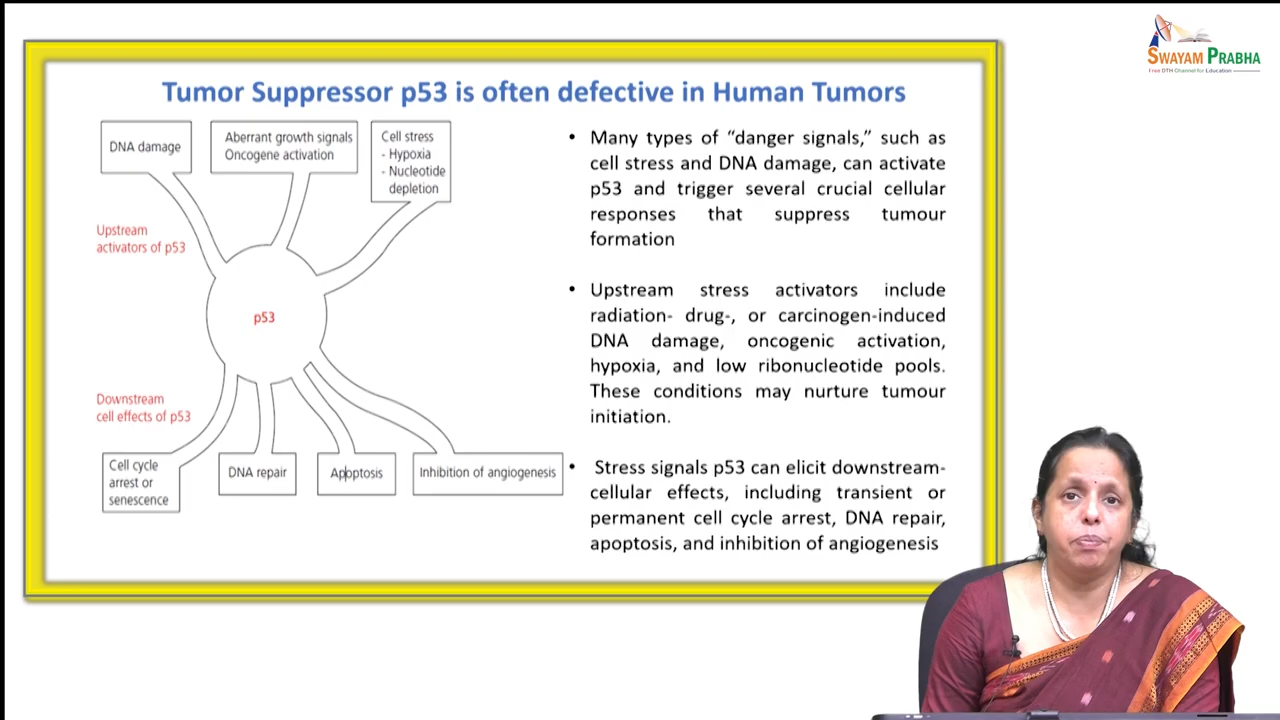 SWAYAM PRABHA
Free DTH Channel for Education
Tumor Suppressor p53 is often defective in Human Tumors
DNA damage
Aberrant growth signals
Oncogene activation
Cell stress
- Hypoxia
- Nucleotide
depletion
Upstream
activators of p53
p53
Downstream
cell effects of p53
Cell cycle
arrest or
senescence
DNA repair
Apoptosis
Inhibition of angiogenesis
• Many types of “danger signals,” such as
cell stress and DNA damage, can activate
p53 and trigger several crucial cellular
responses that suppress tumour
formation
• Upstream stress activators include
radiation- drug-, or carcinogen-induced
DNA damage, oncogenic activation,
hypoxia, and low ribonucleotide pools.
These conditions may nurture tumour
initiation.
• Stress signals p53 can elicit downstream-
cellular effects, including transient or
permanent cell cycle arrest, DNA repair,
apoptosis, and inhibition of angiogenesis